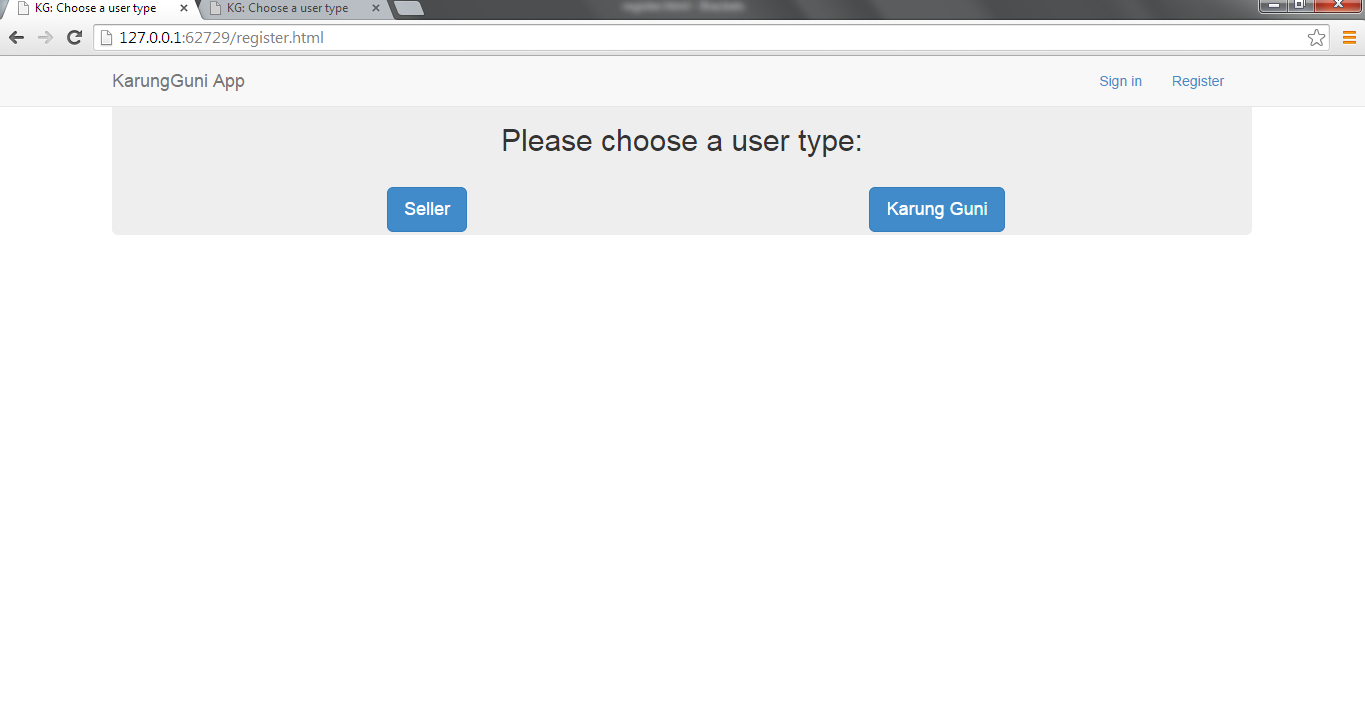 KG: Choose a user type
KG: Choose a user type
127.0.0.1:62729/register.html
KarungGuni App
Sign in
Register
Please choose a user type:
Seller
Karung Guni